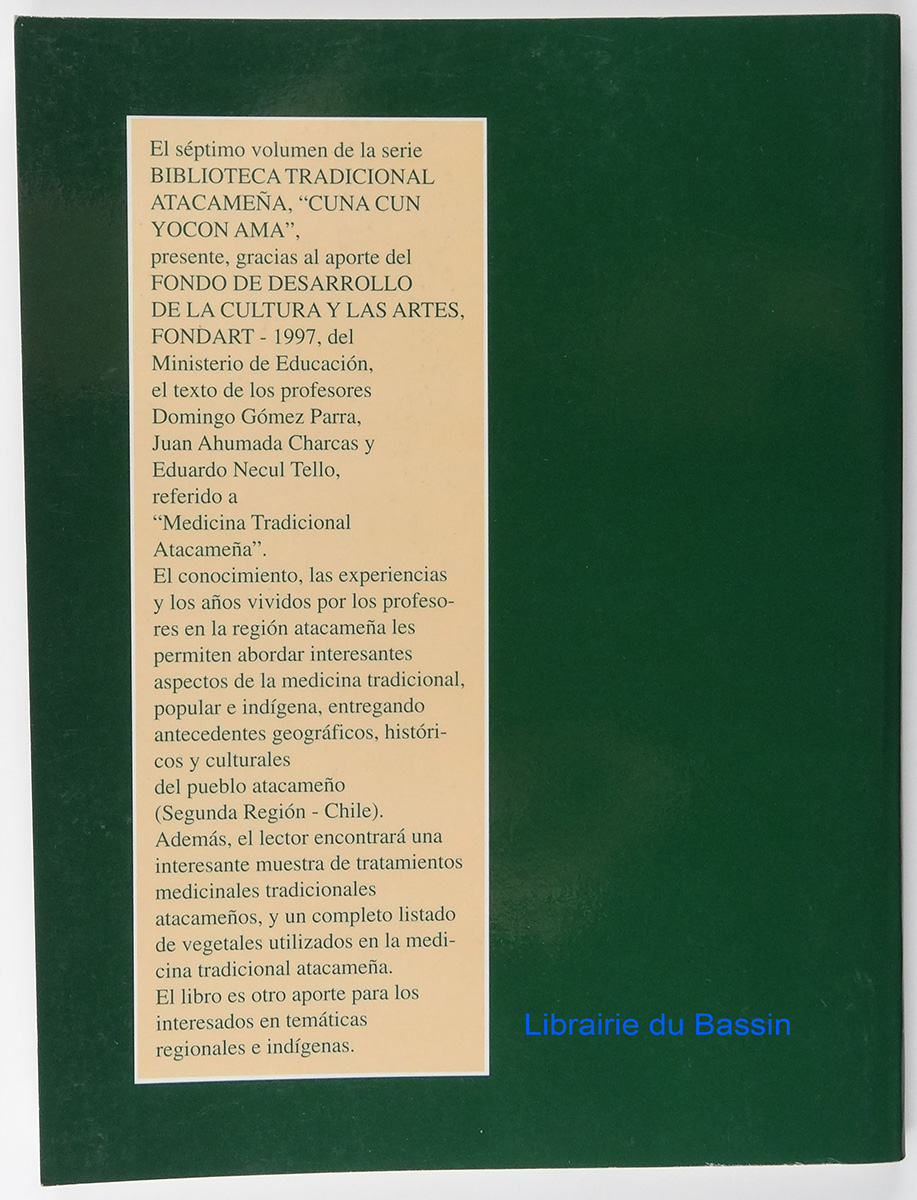 El séptimo volumen de la serie
BIBLIOTECA TRADICIONAL
ATACAMEÑA, “CUNA CUN
YOCON AMA”,
presente, gracias al aporte del
FONDO DE DESARROLLO
DE LA CULTURA Y LAS ARTES,
FONDART - 1997, del
Ministerio de Educación,
el texto de los profesores
Domingo Gómez Parra,
Juan Ahumada Charcas y
Eduardo Necul Tello,
referido a
“Medicina Tradicional
Atacameña”.
El conocimiento, las experiencias
y los años vividos por los profeso-
res en la región atacameña les
permiten abordar interesantes
aspectos de la medicina tradicional,
popular e indígena, entregando
antecedentes geográficos, históri-
cos y culturales
del pueblo atacameño
(Segunda Región - Chile).
Además, el lector encontrará una
interesante muestra de tratamientos
medicinales tradicionales
atacameños, y un completo listado
de vegetales utilizados en la medi-
cina tradicional atacameña.
El libro es otro aporte para los
interesados en temáticas
regionales e indígenas.
Librairie du Bassin